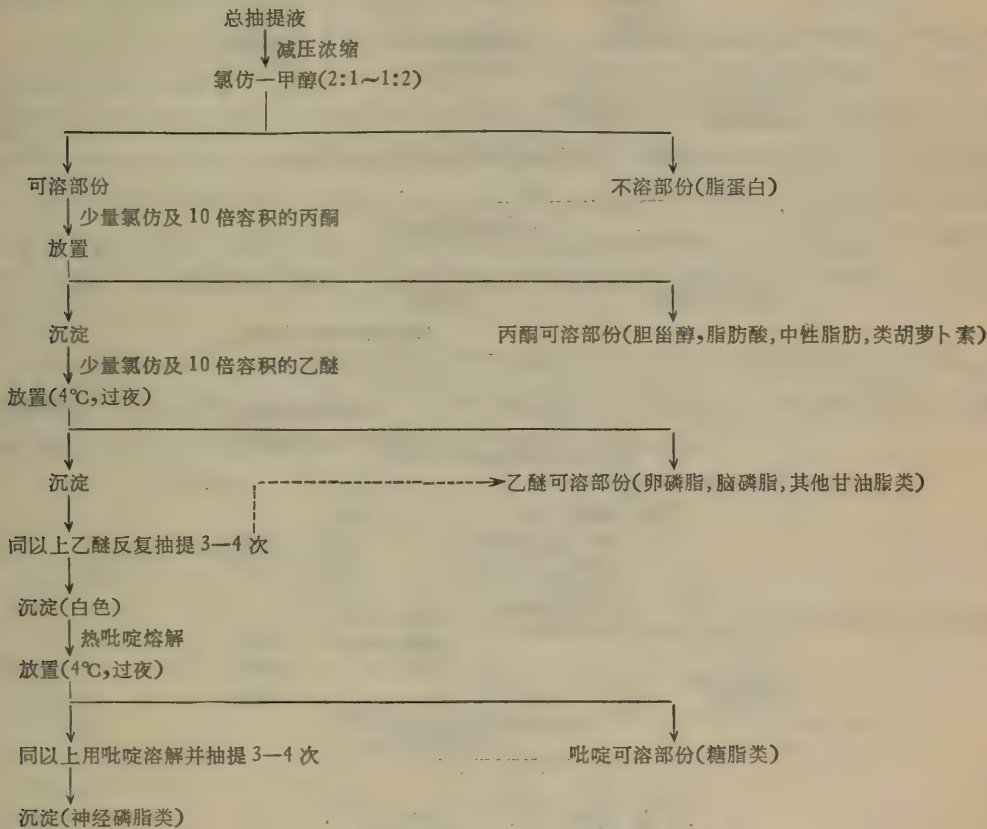 总抽提液
减压浓缩
氯仿—甲醇(2:1~1:2)
可溶部份
不溶部份(脂蛋白)
少量氯仿及 10 倍容积的丙酮
放置
沉淀
丙酮可溶部份(胆甾醇,脂肪酸,中性脂肪,类胡萝卜素)
少量氯仿及 10 倍容积的乙醚
放置(4℃,过夜)
沉淀
乙醚可溶部份(卵磷脂,脑磷脂,其他甘油脂类)
同以上乙醚反复抽提 3—4 次
沉淀(白色)
热吡啶熔解
放置(4℃,过夜)
同以上用吡啶溶解并抽提 3—4 次
吡啶可溶部份(糖脂类)
沉淀(神经磷脂类)